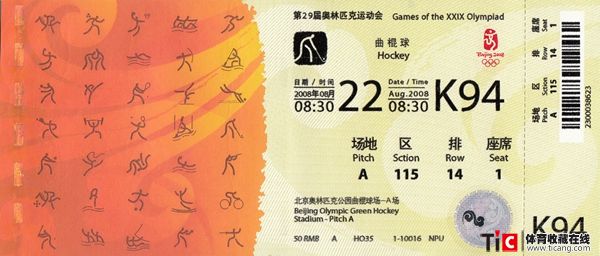 第29届奥林匹克运动会 Games of the XXIX Olympiad
曲棍球
Hockey
Beijing 2008
日期 / 时间 Date / Time
2008年08月 22 Aug.2008 K94
08:30 08:30
场地 区 排 座席
Pitch Sction Row Seat
A 115 14 1
北京奥林匹克公园曲棍球场—A场
Beijing Olympic Green Hockey
Stadium - Pitch A
50 RMB A HO35 1-10016 NPU
座席 Seat 1
排 Row 14
区 Section 115
场地 Pitch A
2300038623
K94
TiC 体育收藏在线
www.ticang.com